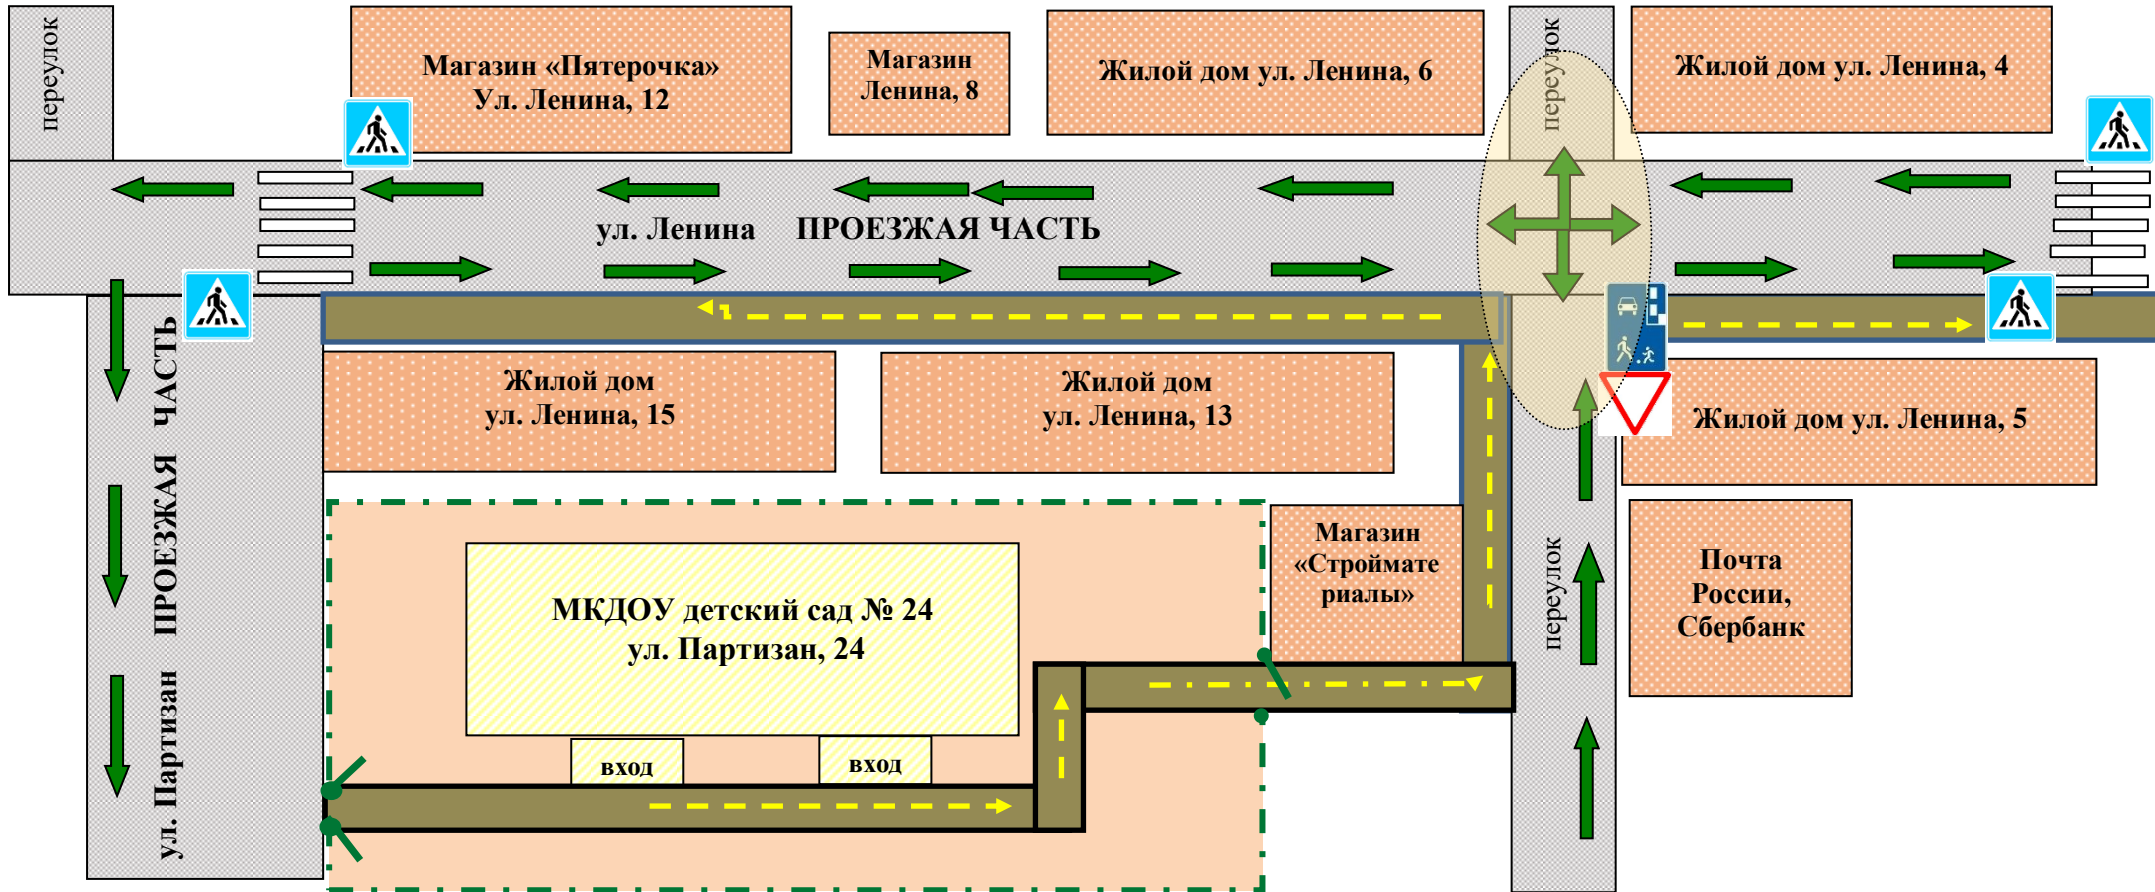 переулок
Магазин «Пятерочка»
Ул. Ленина, 12
Магазин
Ленина, 8
Жилой дом ул. Ленина, 6
переулок
переулок
Жилой дом ул. Ленина, 4
ул. Ленина ПРОЕЗЖАЯ ЧАСТЬ
ул. Партизан ПРОЕЗЖАЯ ЧАСТЬ
Жилой дом
ул. Ленина, 15
Жилой дом
ул. Ленина, 13
Жилой дом ул. Ленина, 5
Магазин
«Строймате
риалы»
переулок
Почта
России,
Сбербанк
МКДОУ детский сад № 24
ул. Партизан, 24
вход
вход